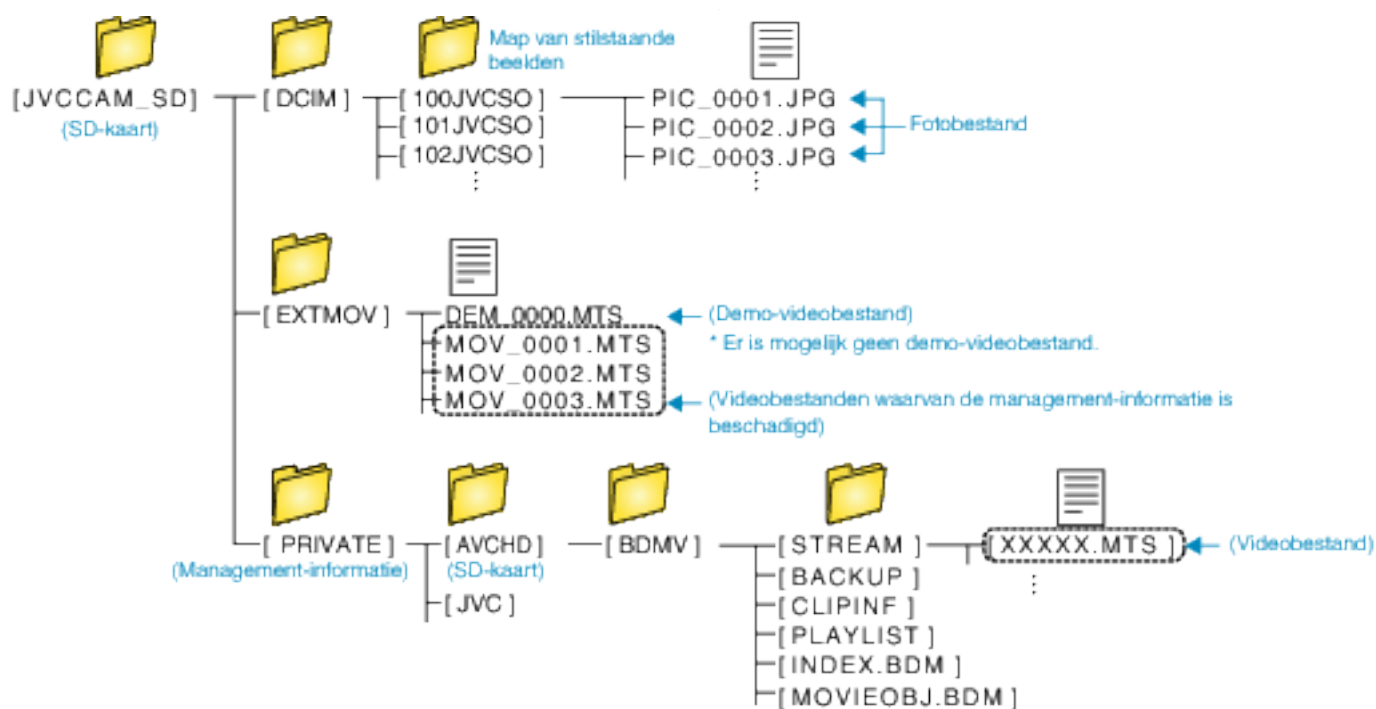 Map van stilstaande
beelden
[JVCCAM_SD]
[DCIM]
[100JVCSO]
PIC_0001.JPG
(SD-kaart)
[101JVCSO]
PIC_0002.JPG
Fotobestand
[102JVCSO]
PIC_0003.JPG
[EXTMOV]
DEM_0000.MTS
(Demo-videobestand)
MOV_0001.MTS
* Er is mogelijk geen demo-videobestand.
MOV_0002.MTS
MOV_0003.MTS
(Videobestanden waarvan de management-informatie is
beschadigd)
[PRIVATE]
[AVCHD]
[BDMV]
[STREAM]
[XXXXX.MTS]
(Videobestand)
(Management-informatie)
(SD-kaart)
[BACKUP]
[JVC]
[CLIPINF]
[PLAYLIST]
[INDEX.BDM]
[MOVIEOBJ.BDM]